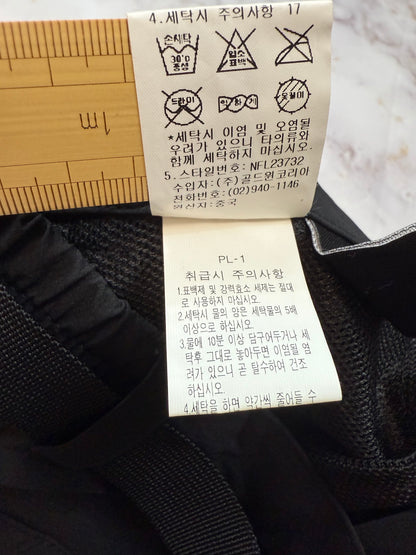 4. 세탁시 주의사항 17
손세탁
30℃
중성
염소
표백
드라이
약하게
옷걸이
*세탁시 이염 및 오염될
우려가 있으니 타의류와
함께 세탁하지 마십시오.
5. 스타일번호: NFL23732
수입자: (주)골드윈코리아
전화번호: (02)940-1146
원산지: 중국
1m
PL-1
취급시 주의사항
1.표백제 및 강력효소 세제는 절대
로 사용하지 마십시오.
2.세탁시 물의 양은 세탁물의 5배
이상으로 하십시오.
3.물에 10분 이상 담구어두거나 세
탁후 그대로 놓아두면 이염될 염
려가 있으니 곧 탈수하여 건조
하십시오.
4.세탁을 하면 약간씩 줄어들 수